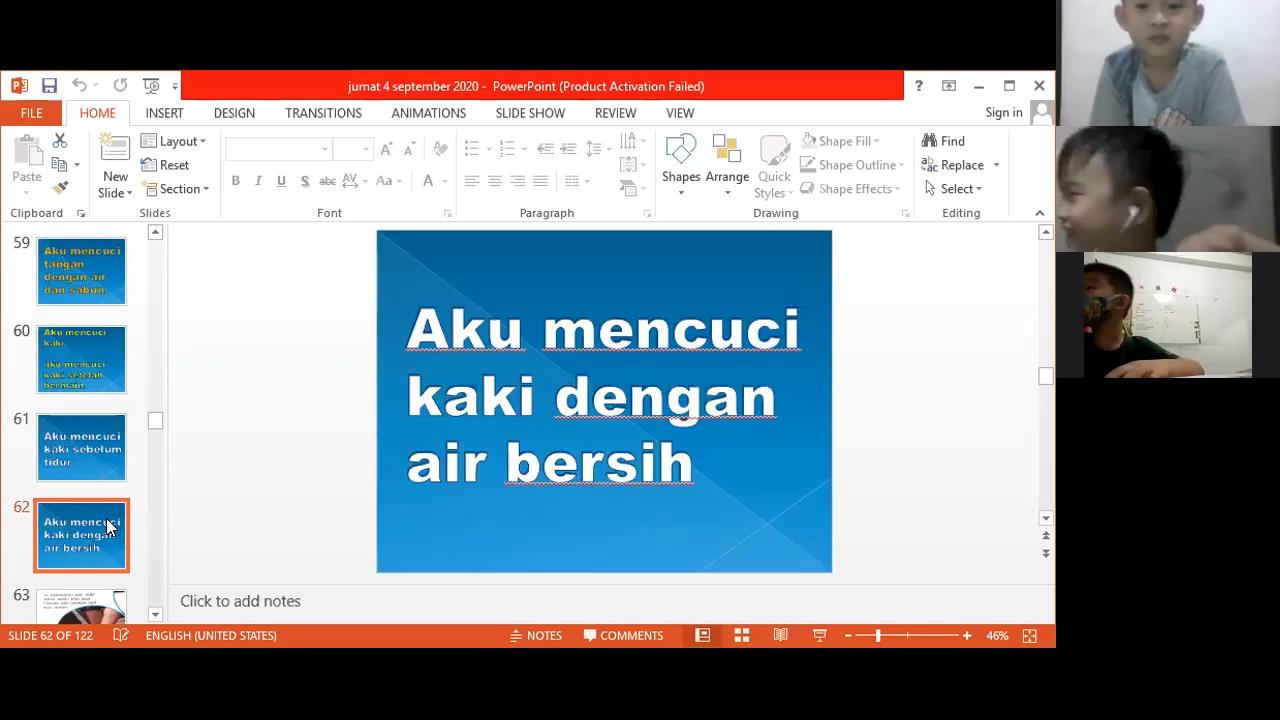 jumat 4 september 2020 - PowerPoint (Product Activation Failed)
FILE HOME INSERT DESIGN TRANSITIONS ANIMATIONS SLIDE SHOW REVIEW VIEW Sign in
Paste
New Slide
Layout
Reset
Section
B I U S abc AV Aa A
Shapes Arrange Quick Styles
Shape Fill
Shape Outline
Shape Effects
Find
Replace
Select
Clipboard Slides Font Paragraph Drawing Editing
59
Aku mencuci
tangan
dengan air
dan sabun.
60
Aku mencuci
kaki.
aku mencuci
kaki setelah
bermain.
61
Aku mencuci
kaki sebelum
tidur
62
Aku mencuci
kaki dengan
air bersih
63
Aku mencuci
kaki dengan
air bersih
Click to add notes
SLIDE 62 OF 122 ENGLISH (UNITED STATES) NOTES COMMENTS 46%